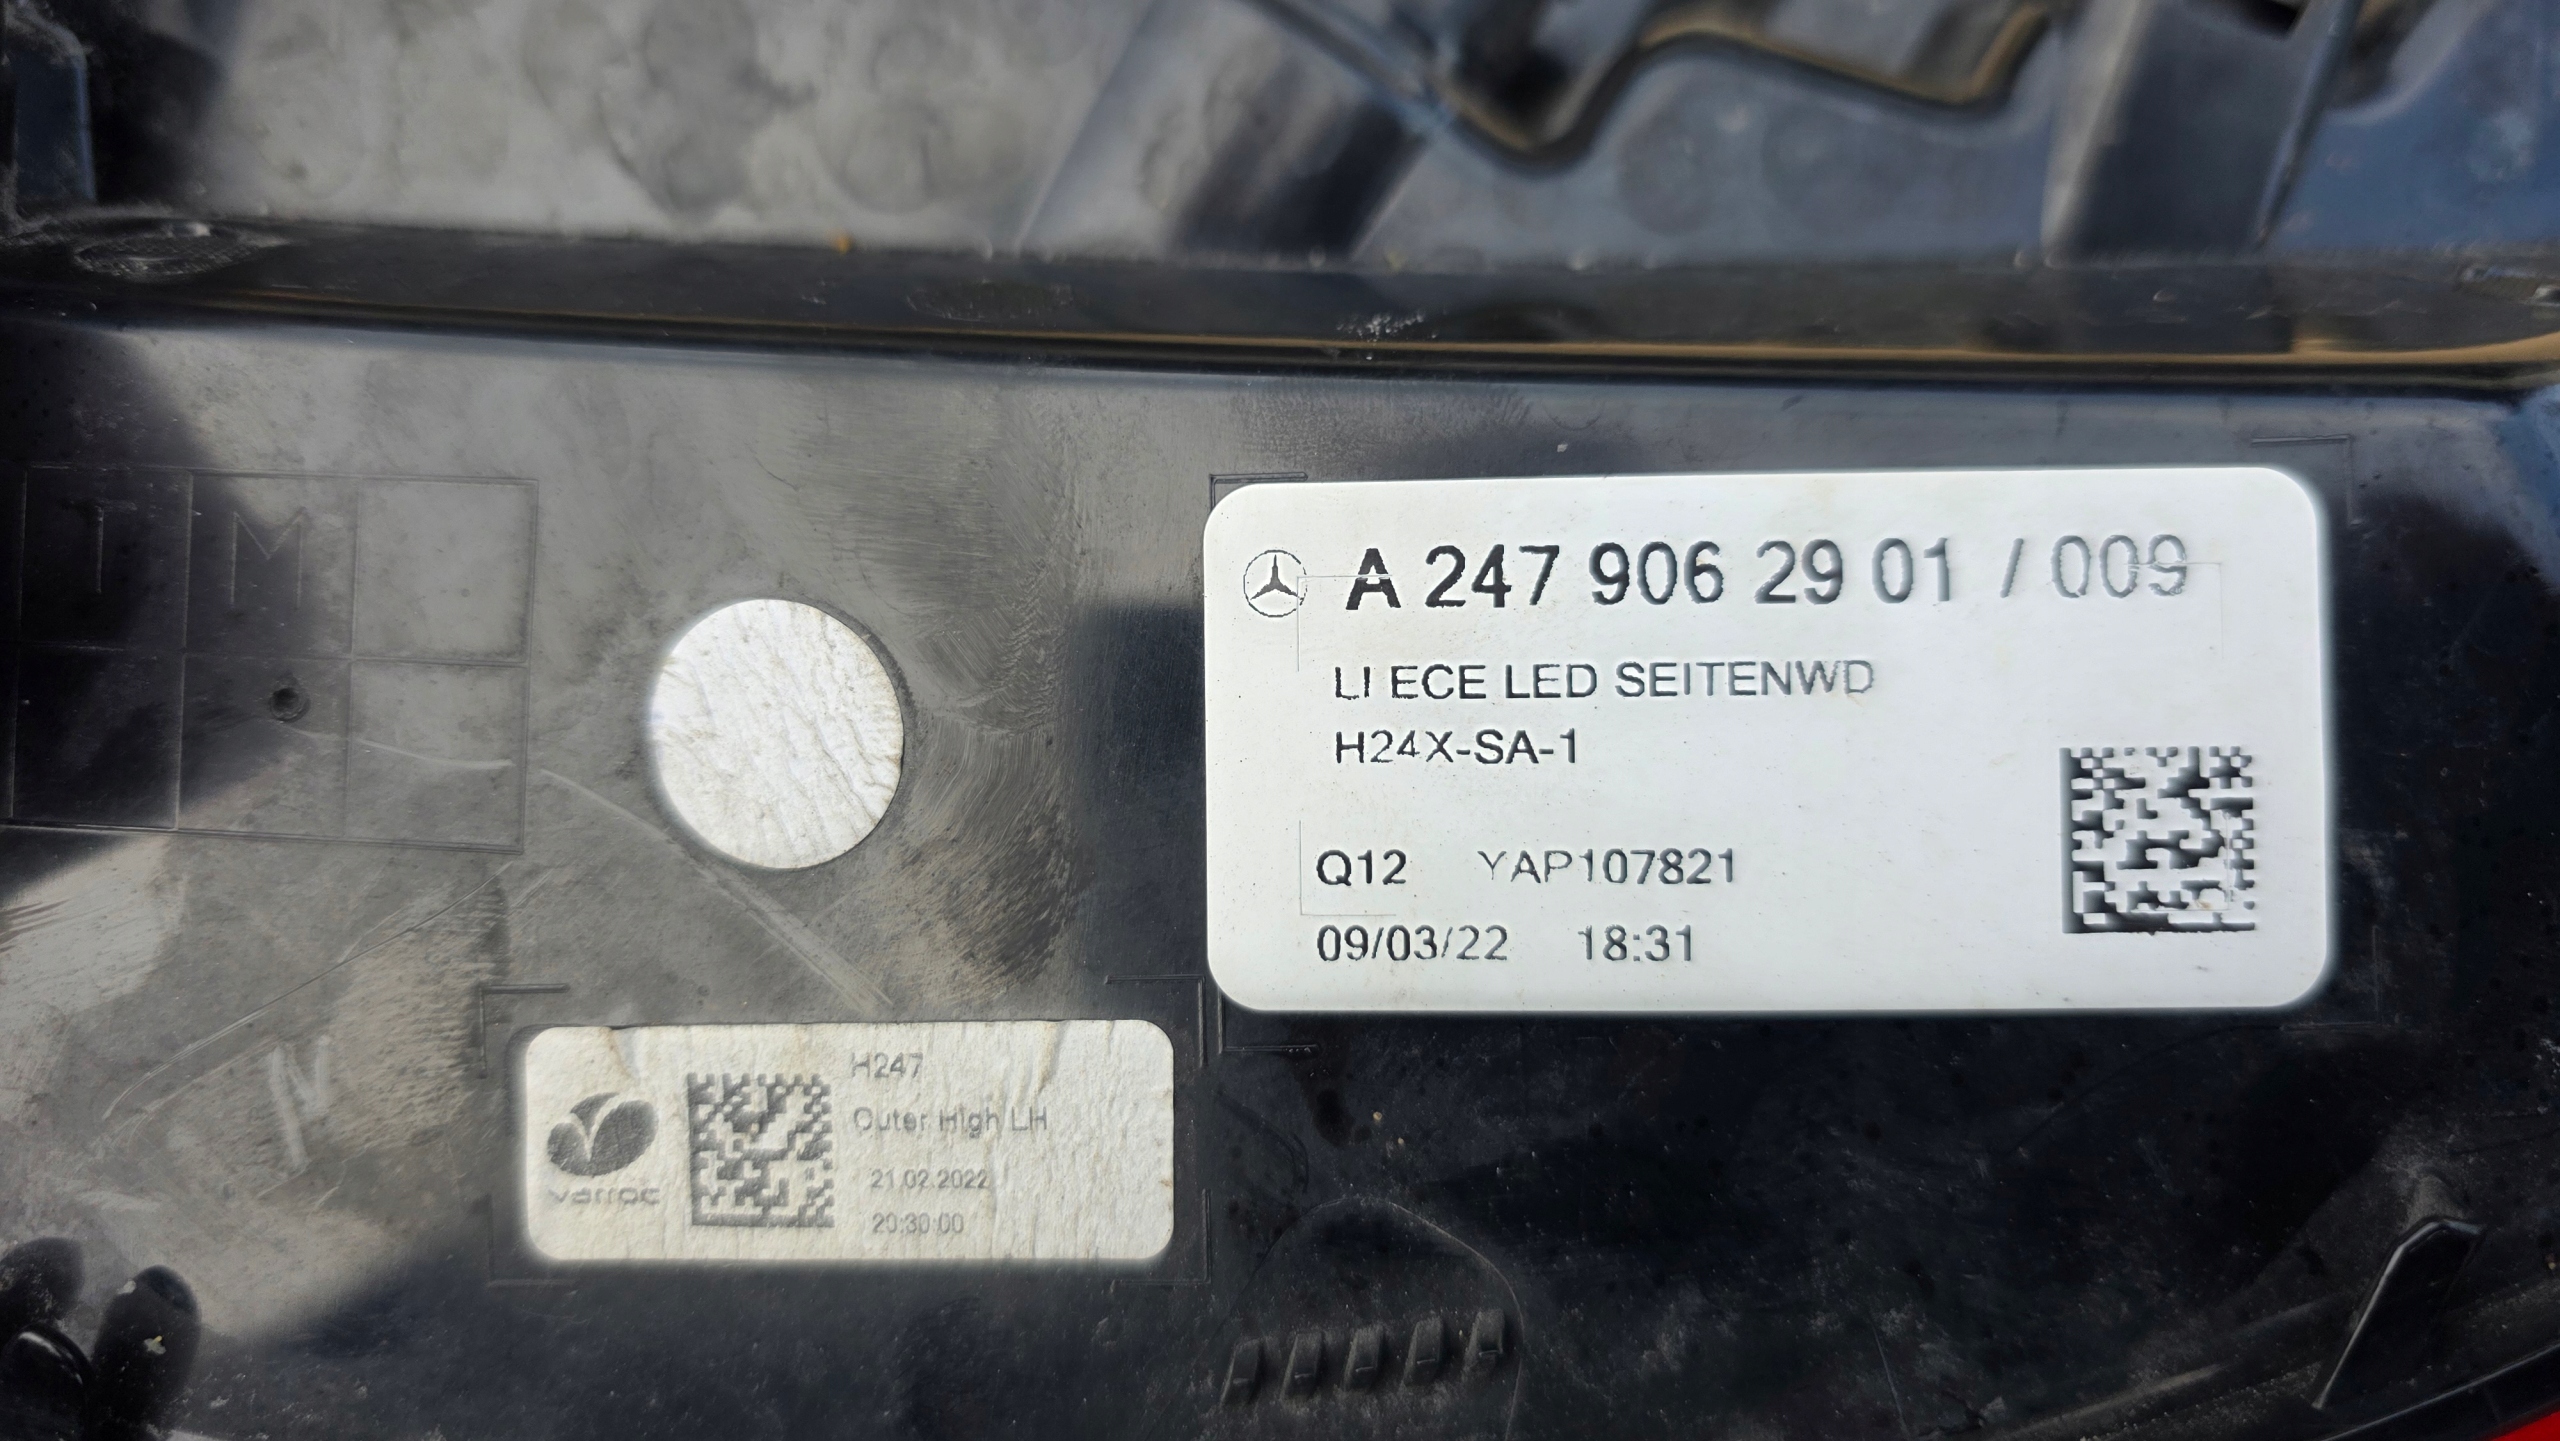 T M
A 247 906 29 01 / 009
LI ECE LED SEITENWD
H24X-SA-1
Q12 YAP107821
09/03/22 18:31
varroc
H247
Outer High LH
21.02.2022
20:30:00